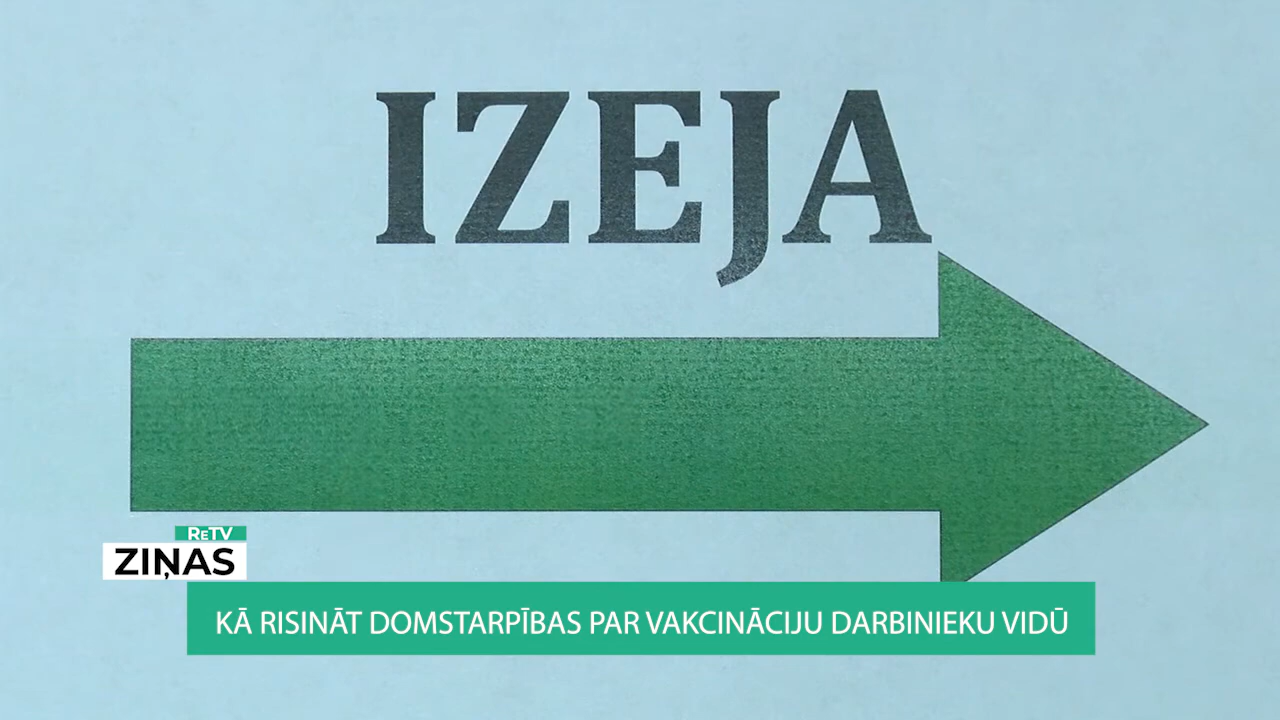 IZEJA
ReTV
ZIŅAS
KĀ RISINĀT DOMSTARPĪBAS PAR VAKCINĀCIJU DARBINIEKU VIDŪ